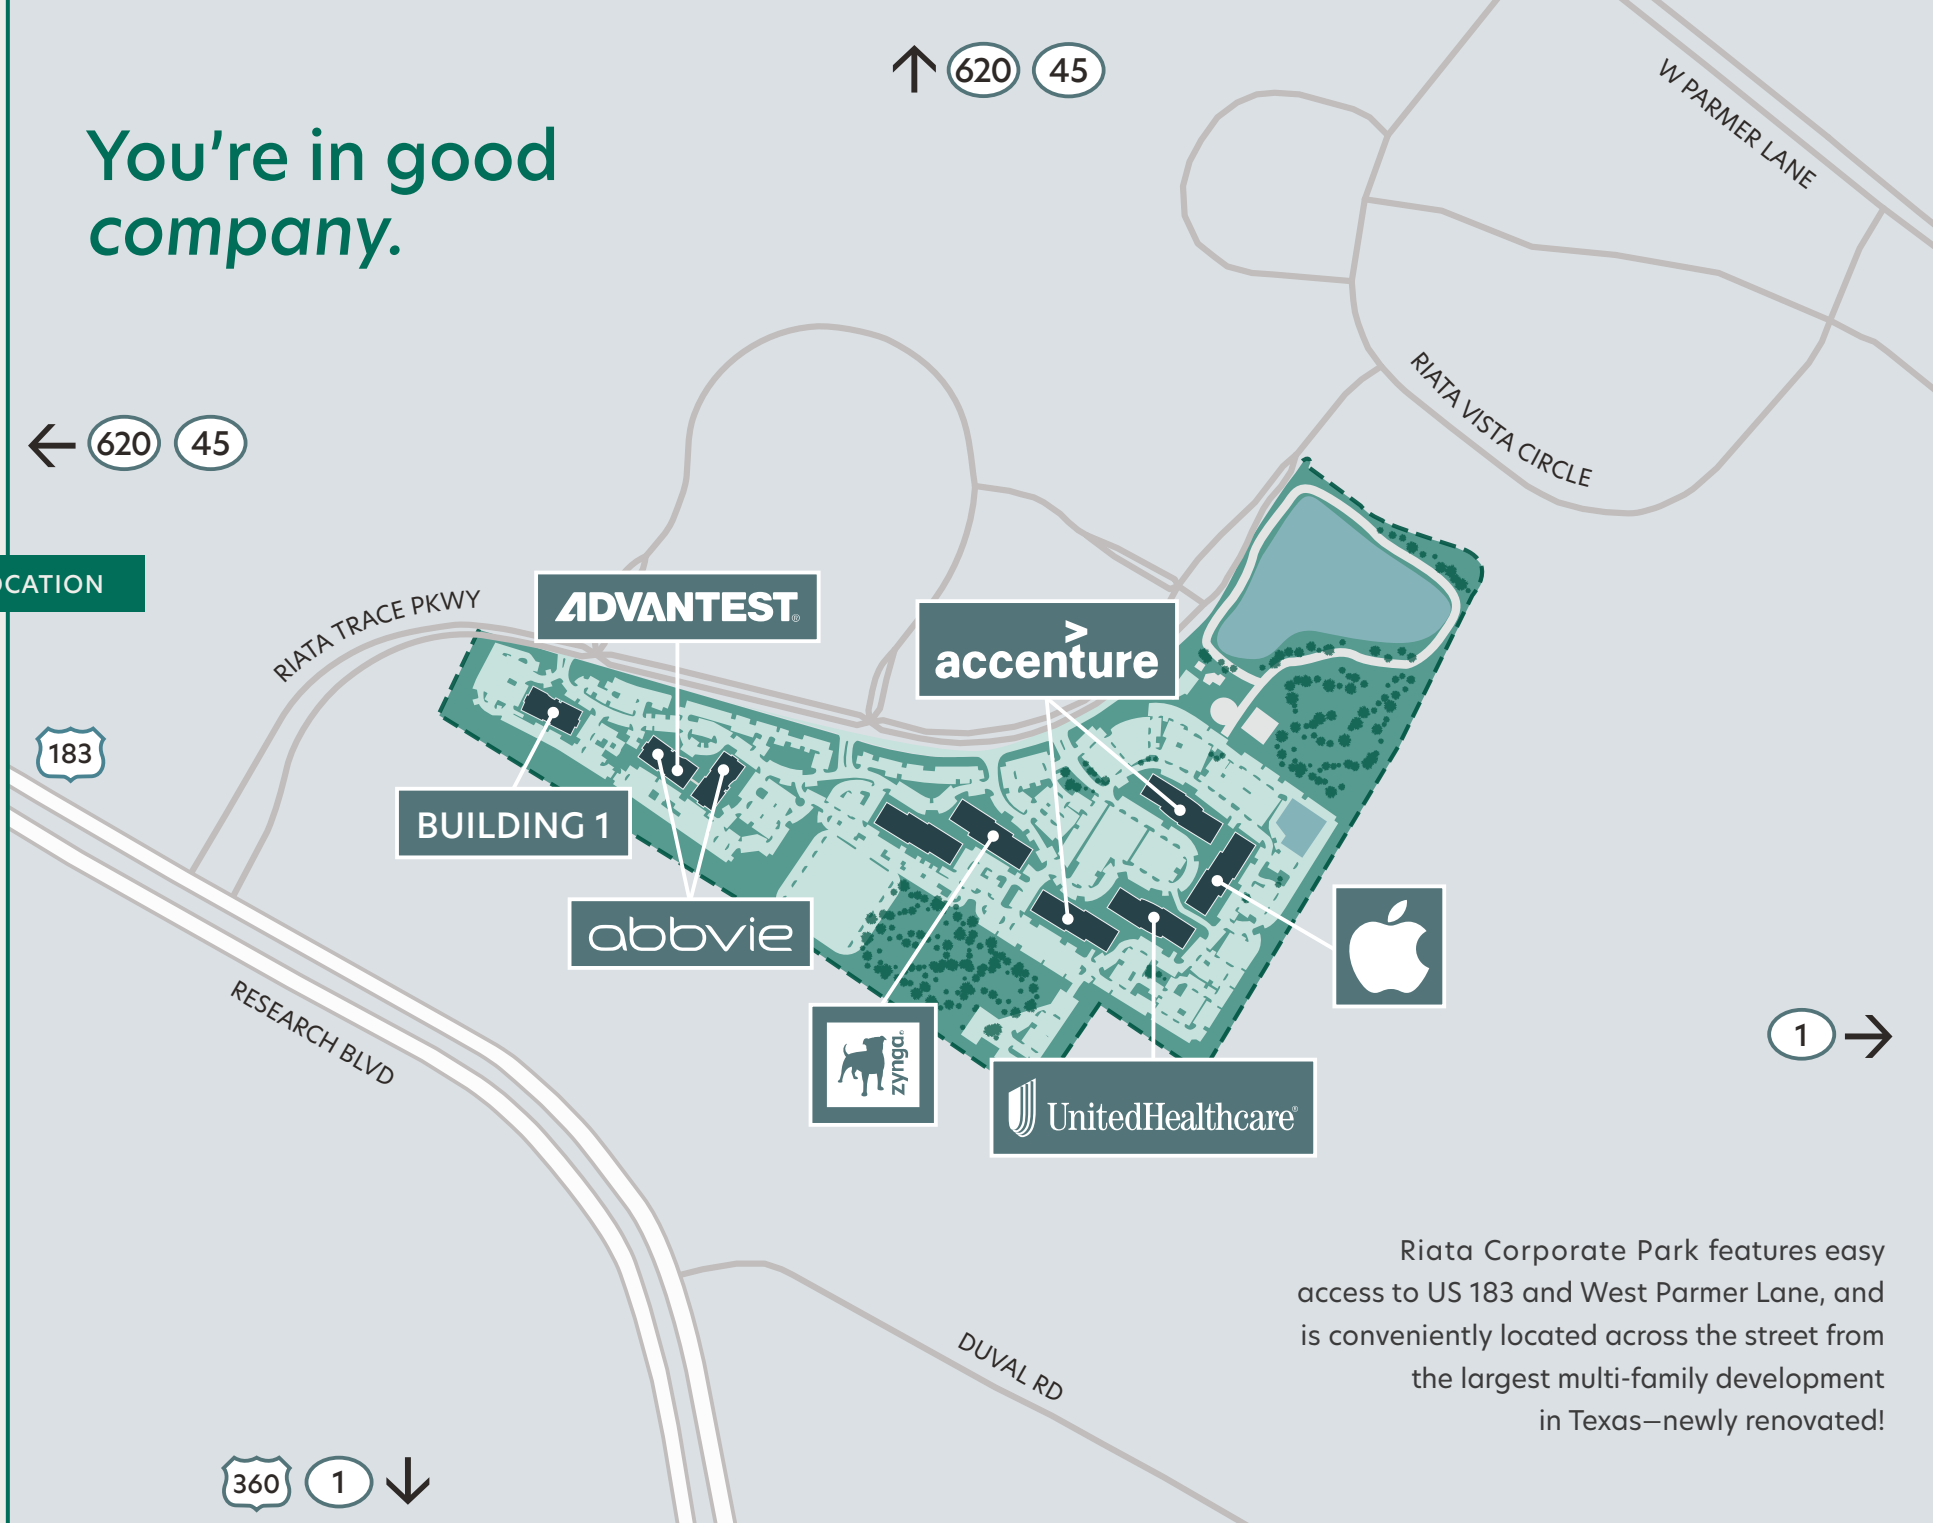 620 45
W PARMER LANE
You're in good
company.
RIATA VISTA CIRCLE
620 45
OCATION
RIATA TRACE PKWY
ADVANTEST®
>
accenture
183
BUILDING 1
abbvie
RESEARCH BLVD
zynga®
UnitedHealthcare®
1
Riata Corporate Park features easy
access to US 183 and West Parmer Lane, and
is conveniently located across the street from
the largest multi-family development
in Texas—newly renovated!
DUVAL RD
360 1